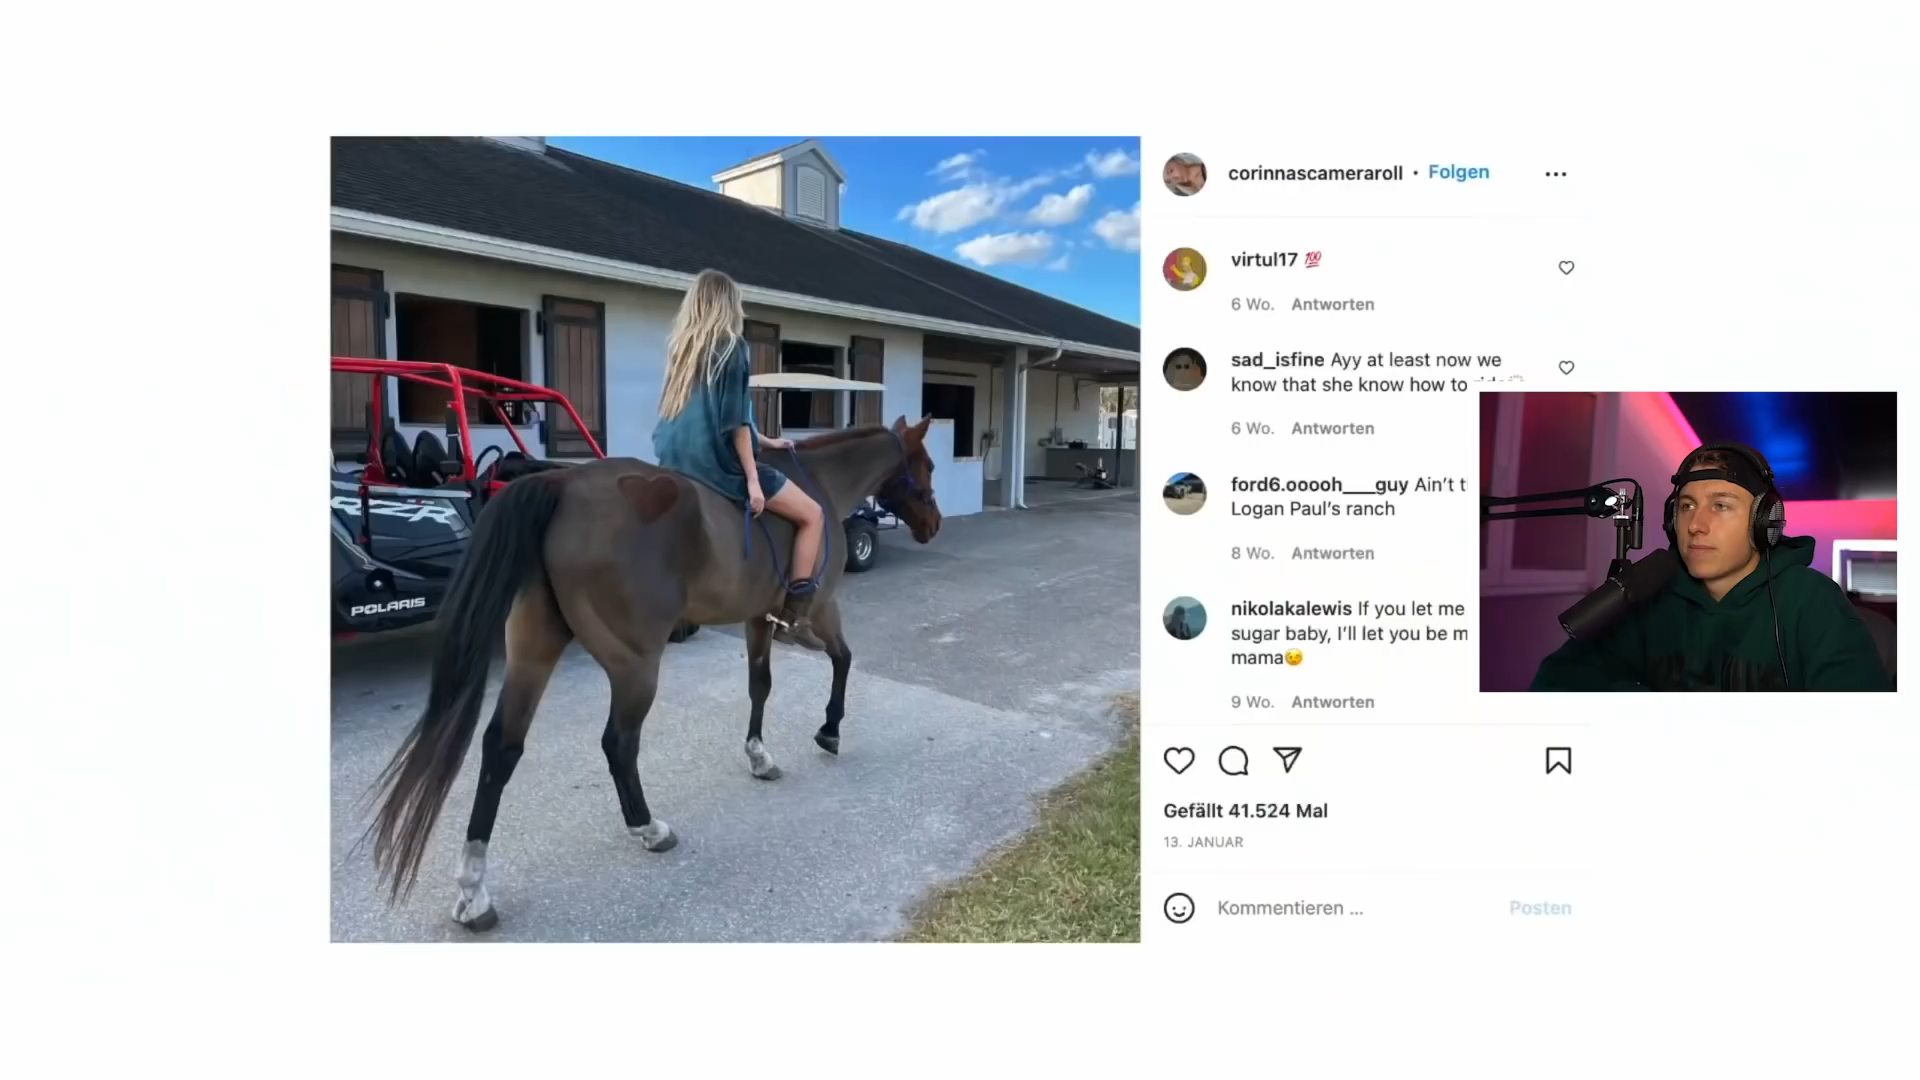 corinnascameraroll • Folgen
virtul17 💯
6 Wo. Antworten
sad_isfine Ayy at least now we
know that she know how to
6 Wo. Antworten
ford6.ooooh___guy Ain't
Logan Paul's ranch
8 Wo. Antworten
nikolakalewis If you let me
sugar baby, I'll let you be
mama😉
9 Wo. Antworten
Gefällt 41.524 Mal
13. JANUAR
Kommentieren ... Posten
RZR
POLARIS